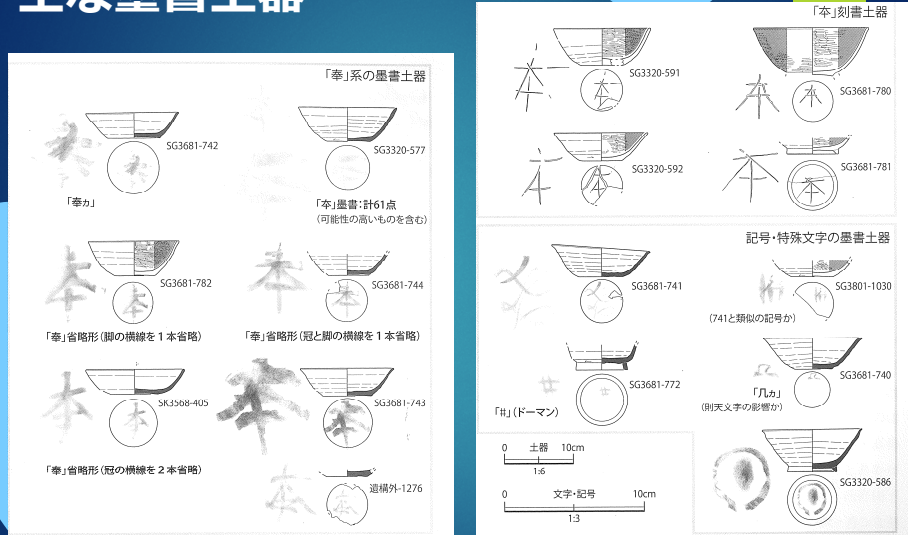 主な墨書土器
「奉」系の墨書土器
SG3681-742
「奉ヵ」
SG3320-577
「夲」墨書:計61点
(可能性の高いものを含む)
SG3681-782
「奉」省略形(脚の横線を1本省略)
SG3681-744
「奉」省略形(冠と脚の横線を1本省略)
SK3568-405
「奉」省略形(冠の横線を2本省略)
SG3681-743
遺構外-1276
「夲」刻書土器
SG3320-591
SG3681-780
SG3320-592
SG3681-781
記号・特殊文字の墨書土器
SG3681-741
SG3801-1030
(741と類似の記号か)
SG3681-772
「井」(ドーマン)
SG3681-740
「几ヵ」
(則天文字の影響か)
SG3320-586
0 土器 10cm
1:6
0 文字・記号 10cm
1:3